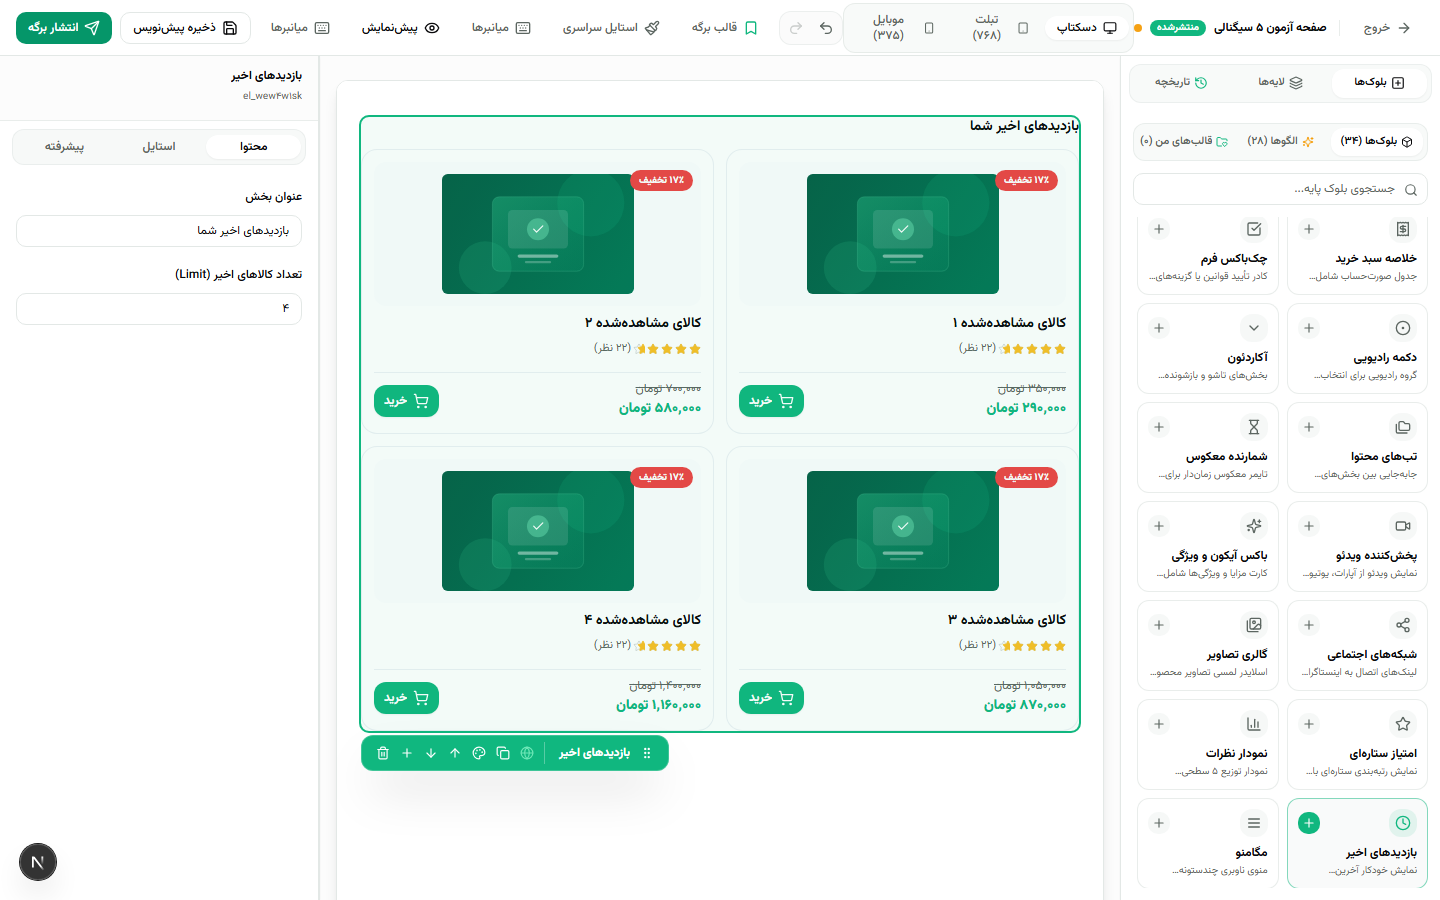 خروج
صفحه آزمون ۵ سیگنالی
منتشرشده
دسکتاپ
تبلت (۷۶۸)
موبایل (۳۷۵)
قالب برگه
استایل سراسری
میانبرها
پیش‌نمایش
میانبرها
ذخیره پیش‌نویس
انتشار برگه
بلوک‌ها
لایه‌ها
تاریخچه
بلوک‌ها (۳۴)
الگوها (۲۸)
قالب‌های من (۰)
جستجوی بلوک پایه...
خلاصه سبد خرید
جدول صورت‌حساب شامل...
چک‌باکس فرم
کادر تأیید قوانین یا گزینه‌های...
دکمه رادیویی
گروه رادیویی برای انتخاب...
آکاردئون
بخش‌های تاشو و بازشونده...
تب‌های محتوا
جابه‌جایی بین بخش‌های...
شمارنده معکوس
تایمر معکوس زمان‌دار برای...
پخش‌کننده ویدئو
نمایش ویدئو از آپارات، یوتیو...
باکس آیکون و ویژگی
کارت مزایا و ویژگی‌ها شامل...
شبکه‌های اجتماعی
لینک‌های اتصال به اینستاگرا...
گالری تصاویر
اسلایدر لمسی تصاویر محصو...
امتیاز ستاره‌ای
نمایش رتبه‌بندی ستاره‌ای با...
نمودار نظرات
نمودار توزیع ۵ سطحی...
بازدیدهای اخیر
نمایش خودکار آخرین...
مگامنو
منوی ناوبری چندستونه...
بازدیدهای اخیر شما
۱۷٪ تخفیف
کالای مشاهده‌شده ۱
(۲۲ نظر)
۳۵۰,۰۰۰ تومان
۲۹۰,۰۰۰ تومان
خرید
۱۷٪ تخفیف
کالای مشاهده‌شده ۲
(۲۲ نظر)
۷۰۰,۰۰۰ تومان
۵۸۰,۰۰۰ تومان
خرید
۱۷٪ تخفیف
کالای مشاهده‌شده ۳
(۲۲ نظر)
۱,۰۵۰,۰۰۰ تومان
۸۷۰,۰۰۰ تومان
خرید
۱۷٪ تخفیف
کالای مشاهده‌شده ۴
(۲۲ نظر)
۱,۴۰۰,۰۰۰ تومان
۱,۱۶۰,۰۰۰ تومان
خرید
بازدیدهای اخیر
بازدیدهای اخیر
el_wew۴w۱sk
محتوا
استایل
پیشرفته
عنوان بخش
بازدیدهای اخیر شما
تعداد کالاهای اخیر (Limit)
۴
N